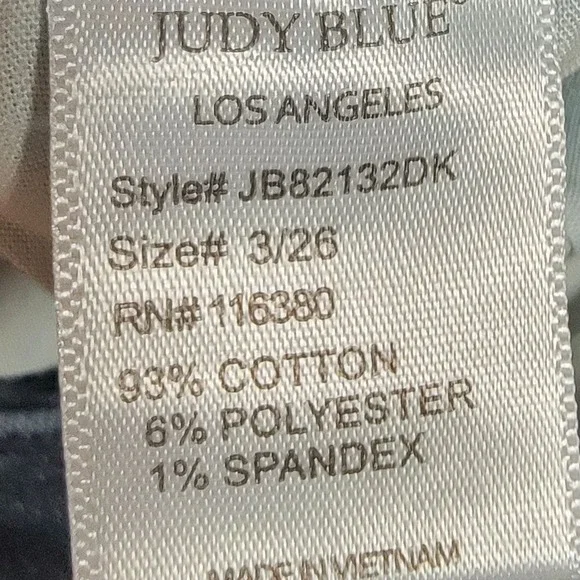 JUDY BLUE®
LOS ANGELES
Style# JB82132DK
Size# 3/26
RN# 116380
93% COTTON
6% POLYESTER
1% SPANDEX
MADE IN VIETNAM